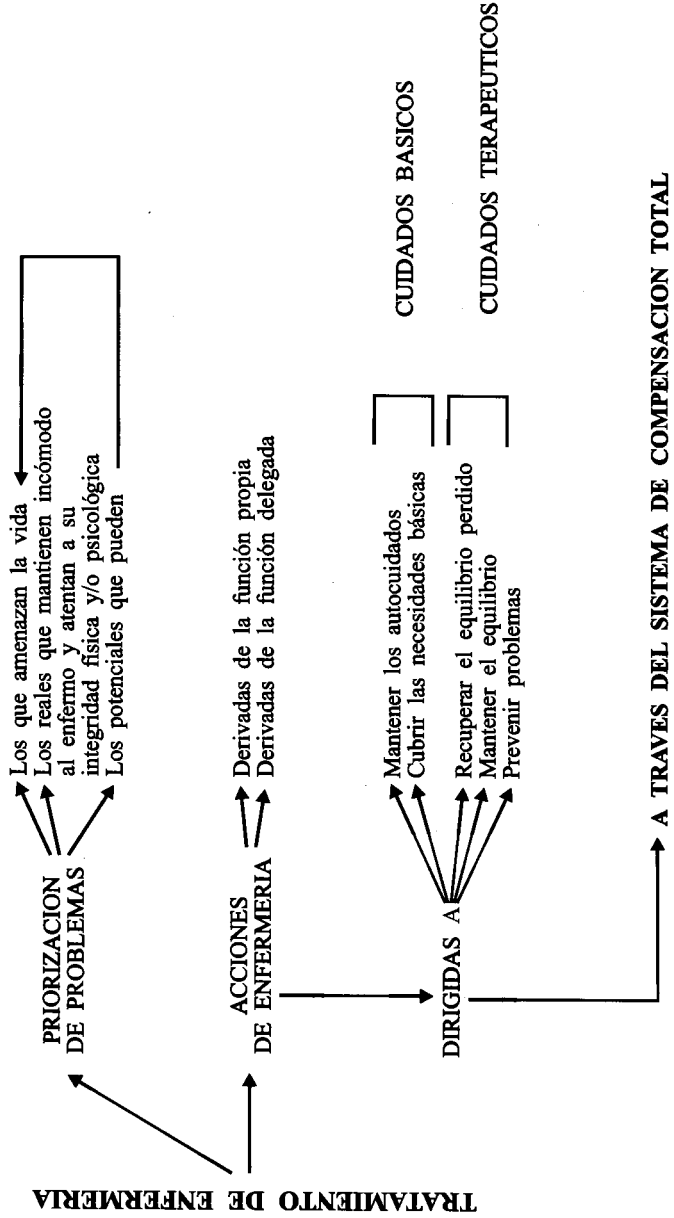 TRATAMIENTO DE ENFERMERIA
PRIORIZACION
DE PROBLEMAS
Los que amenazan la vida
Los reales que mantienen incómodo
al enfermo y atentan a su
integridad física y/o psicológica
Los potenciales que pueden
ACCIONES
DE ENFERMERIA
Derivadas de la función propia
Derivadas de la función delegada
DIRIGIDAS A
Mantener los autocuidados
Cubrir las necesidades básicas
CUIDADOS BASICOS
Recuperar el equilibrio perdido
Mantener el equilibrio
Prevenir problemas
CUIDADOS TERAPEUTICOS
A TRAVES DEL SISTEMA DE COMPENSACION TOTAL